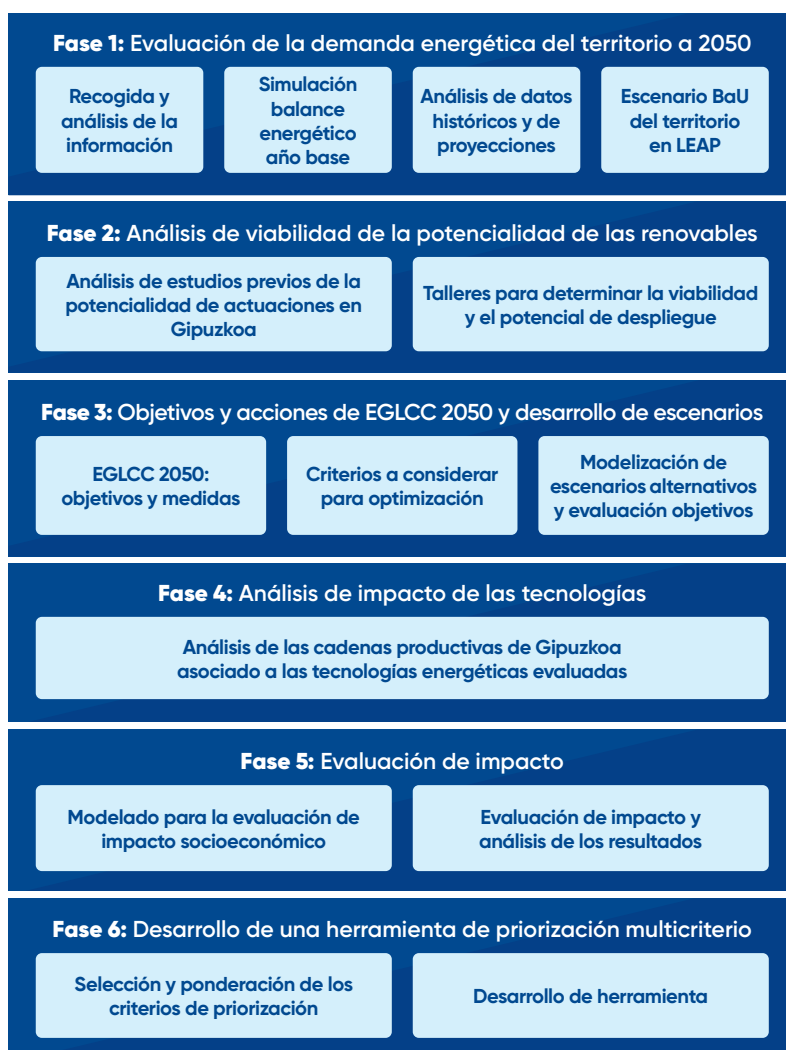 Fase 1: Evaluación de la demanda energética del territorio a 2050
Recogida y
análisis de la
información
Simulación
balance
energético
año base
Análisis de datos
históricos y de
proyecciones
Escenario BaU
del territorio
en LEAP
Fase 2: Análisis de viabilidad de la potencialidad de las renovables
Análisis de estudios previos de la
potencialidad de actuaciones en
Gipuzkoa
Talleres para determinar la viabilidad
y el potencial de despliegue
Fase 3: Objetivos y acciones de EGLCC 2050 y desarrollo de escenarios
EGLCC 2050:
objetivos y medidas
Criterios a considerar
para optimización
Modelización de
escenarios alternativos
y evaluación objetivos
Fase 4: Análisis de impacto de las tecnologías
Análisis de las cadenas productivas de Gipuzkoa
asociado a las tecnologías energéticas evaluadas
Fase 5: Evaluación de impacto
Modelado para la evaluación de
impacto socioeconómico
Evaluación de impacto y
análisis de los resultados
Fase 6: Desarrollo de una herramienta de priorización multicriterio
Selección y ponderación de los
criterios de priorización
Desarrollo de herramienta